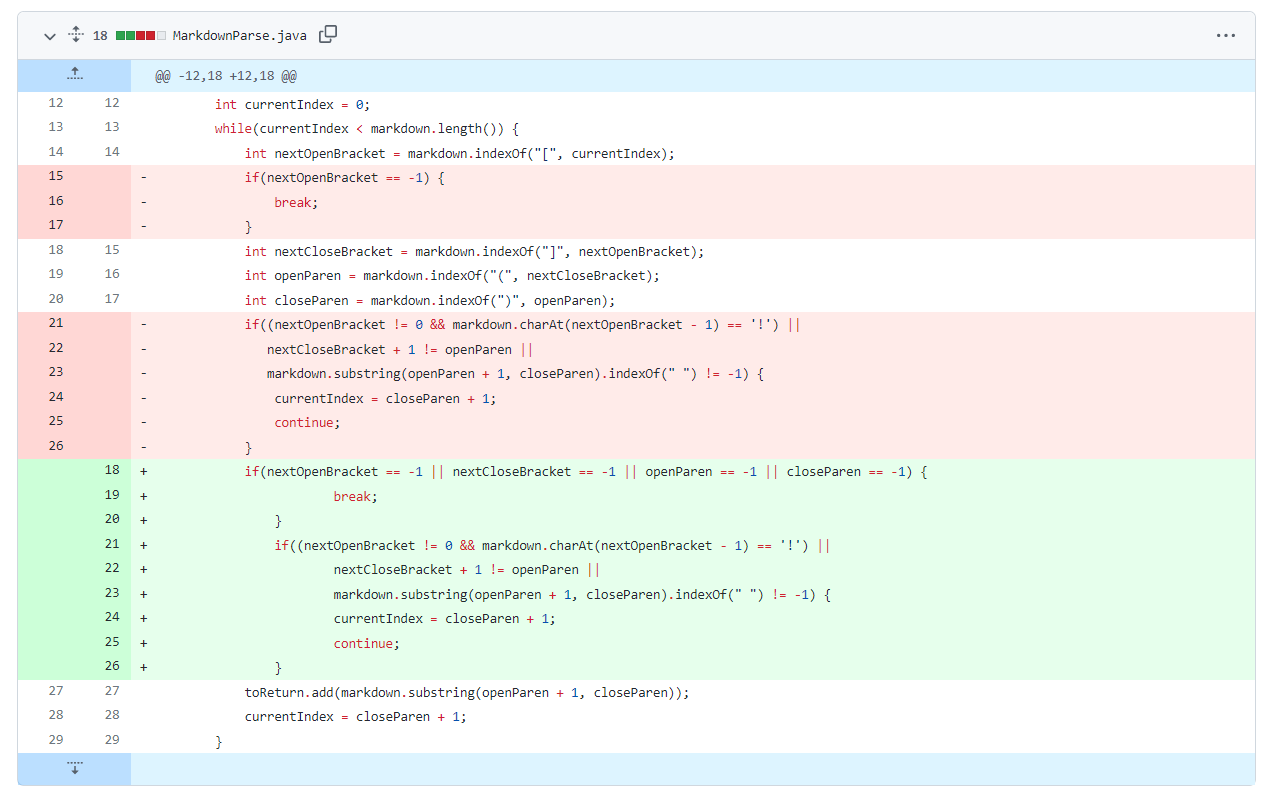 18 MarkdownParse.java
@@ -12,18 +12,18 @@
12 12 int currentIndex = 0;
13 13 while(currentIndex < markdown.length()) {
14 14 int nextOpenBracket = markdown.indexOf("[", currentIndex);
15 - if(nextOpenBracket == -1) {
16 - break;
17 - }
18 15 int nextCloseBracket = markdown.indexOf("]", nextOpenBracket);
19 16 int openParen = markdown.indexOf("(", nextCloseBracket);
20 17 int closeParen = markdown.indexOf(")", openParen);
21 - if((nextOpenBracket != 0 && markdown.charAt(nextOpenBracket - 1) == '!') ||
22 - nextCloseBracket + 1 != openParen ||
23 - markdown.substring(openParen + 1, closeParen).indexOf(" ") != -1) {
24 - currentIndex = closeParen + 1;
25 - continue;
26 - }
18 + if(nextOpenBracket == -1 || nextCloseBracket == -1 || openParen == -1 || closeParen == -1) {
19 + break;
20 + }
21 + if((nextOpenBracket != 0 && markdown.charAt(nextOpenBracket - 1) == '!') ||
22 + nextCloseBracket + 1 != openParen ||
23 + markdown.substring(openParen + 1, closeParen).indexOf(" ") != -1) {
24 + currentIndex = closeParen + 1;
25 + continue;
26 + }
27 27 toReturn.add(markdown.substring(openParen + 1, closeParen));
28 28 currentIndex = closeParen + 1;
29 29 }